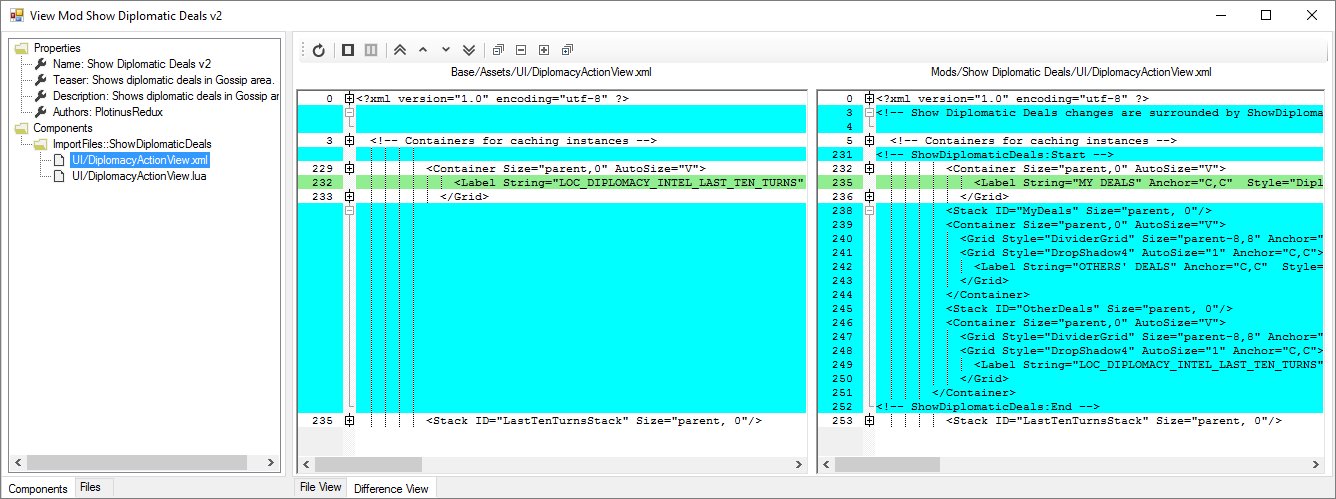 View Mod Show Diplomatic Deals v2
Properties
Name: Show Diplomatic Deals v2
Teaser: Shows diplomatic deals in Gossip area.
Description: Shows diplomatic deals in Gossip ar
Authors: PlotinusRedux
Components
ImportFiles::ShowDiplomaticDeals
UI/DiplomacyActionView.xml
UI/DiplomacyActionView.lua
Components Files
Base/Assets/UI/DiplomacyActionView.xml
0 <?xml version="1.0" encoding="utf-8" ?>
3 <!-- Containers for caching instances -->
229 <Container Size="parent,0" AutoSize="V">
232 <Label String="LOC_DIPLOMACY_INTEL_LAST_TEN_TURNS"
233 </Grid>
235 <Stack ID="LastTenTurnsStack" Size="parent, 0"/>
Mods/Show Diplomatic Deals/UI/DiplomacyActionView.xml
0 <?xml version="1.0" encoding="utf-8" ?>
3 <!-- Show Diplomatic Deals changes are surrounded by ShowDiploma
4
5 <!-- Containers for caching instances -->
231 <!-- ShowDiplomaticDeals:Start -->
232 <Container Size="parent,0" AutoSize="V">
235 <Label String="MY DEALS" Anchor="C,C" Style="Dipl
236 </Grid>
238 <Stack ID="MyDeals" Size="parent, 0"/>
239 <Container Size="parent,0" AutoSize="V">
240 <Grid Style="DividerGrid" Size="parent-8,8" Anchor="
241 <Grid Style="DropShadow4" AutoSize="1" Anchor="C,C">
242 <Label String="OTHERS' DEALS" Anchor="C,C" Style=
243 </Grid>
244 </Container>
245 <Stack ID="OtherDeals" Size="parent, 0"/>
246 <Container Size="parent,0" AutoSize="V">
247 <Grid Style="DividerGrid" Size="parent-8,8" Anchor="
248 <Grid Style="DropShadow4" AutoSize="1" Anchor="C,C">
249 <Label String="LOC_DIPLOMACY_INTEL_LAST_TEN_TURNS"
250 </Grid>
251 </Container>
252 <!-- ShowDiplomaticDeals:End -->
253 <Stack ID="LastTenTurnsStack" Size="parent, 0"/>
File View Difference View